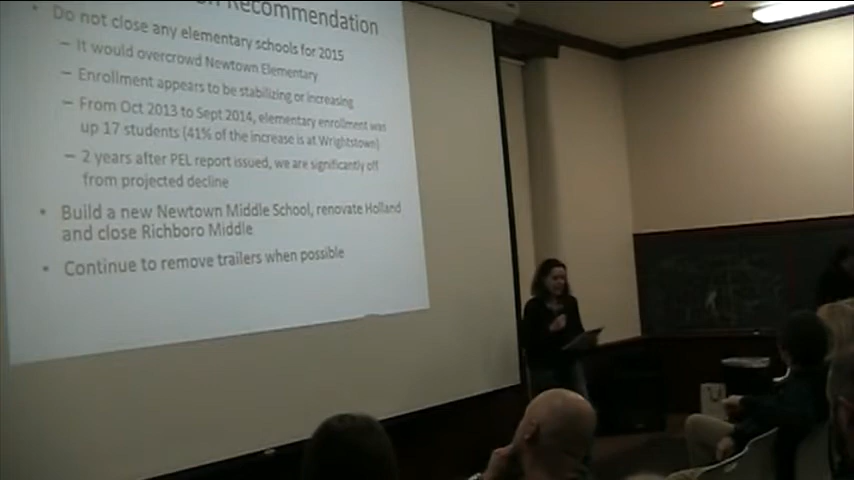 Recommendation
• Do not close any elementary schools for 2015
– It would overcrowd Newtown Elementary
– Enrollment appears to be stabilizing or increasing
– From Oct 2013 to Sept 2014, elementary enrollment was
up 17 students (41% of the increase is at Wrightstown)
– 2 years after PEL report issued, we are significantly off
from projected decline
• Build a new Newtown Middle School, renovate Holland
and close Richboro Middle
• Continue to remove trailers when possible